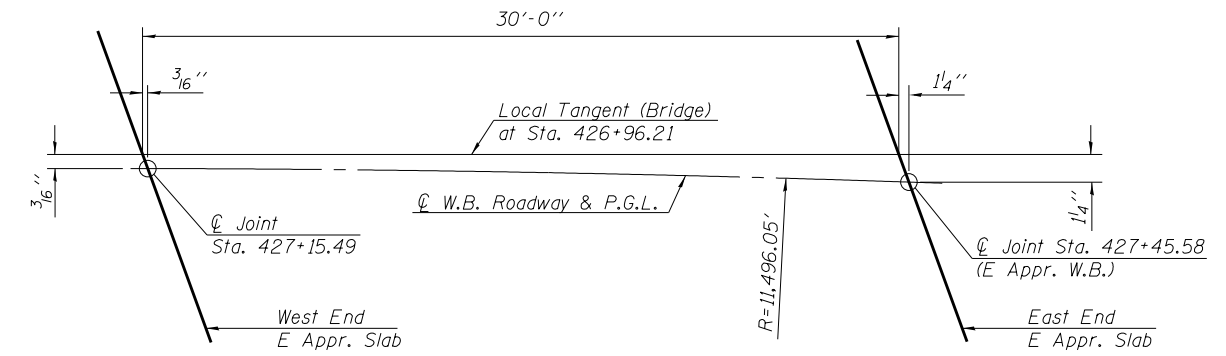 30'-0"
3/16"
1 1/4"
Local Tangent (Bridge)
at Sta. 426+96.21
3/16"
1 1/4"
℄ W.B. Roadway & P.G.L.
℄ Joint
Sta. 427+15.49
R=11,496.05'
℄ Joint Sta. 427+45.58
(E Appr. W.B.)
West End
E Appr. Slab
East End
E Appr. Slab